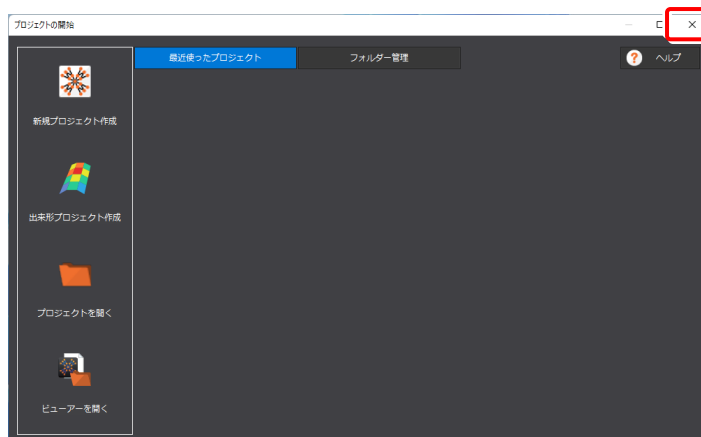 プロジェクトの開始
最近使ったプロジェクト
フォルダー管理
? ヘルプ
新規プロジェクト作成
出来形プロジェクト作成
プロジェクトを開く
ビューアーを開く